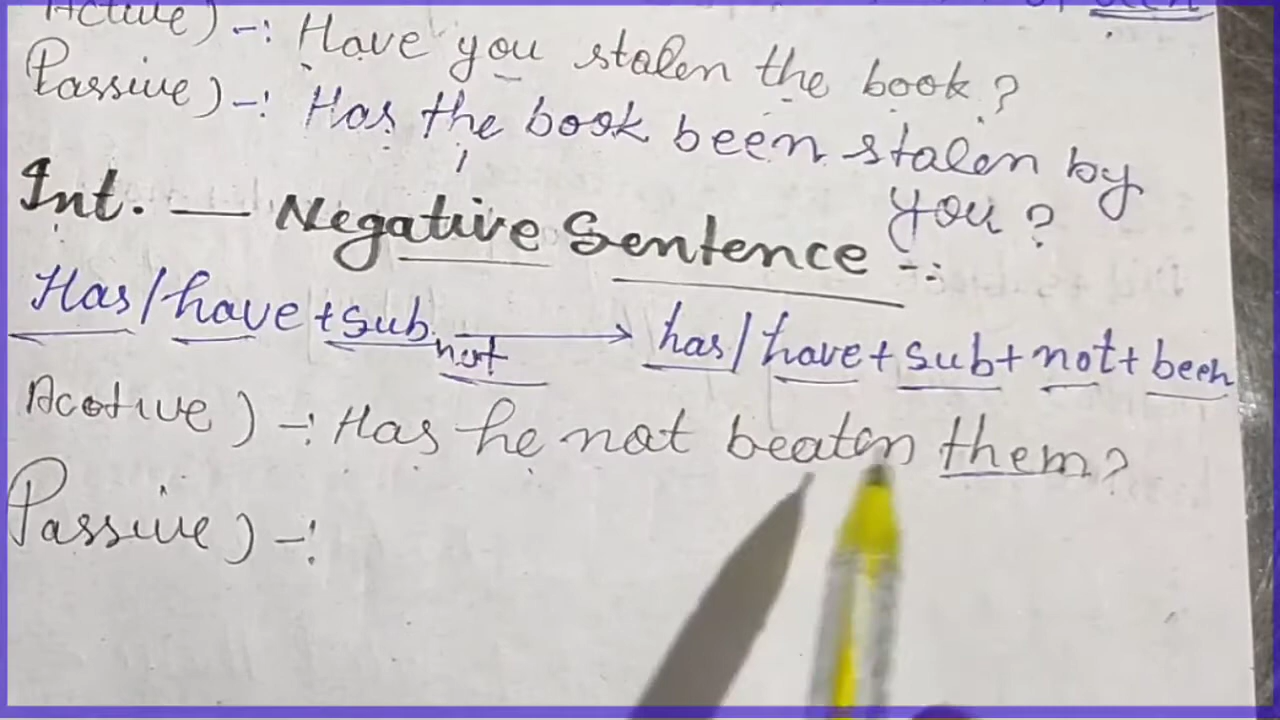 Active) -: Have you stolen the book?
Passive) -: Has the book been stolen by
you?
Int. — Negative Sentence -:
Has/have + sub. not → has/have + sub + not + been
Acotive) -: Has he not beaten them?
Passive) -: